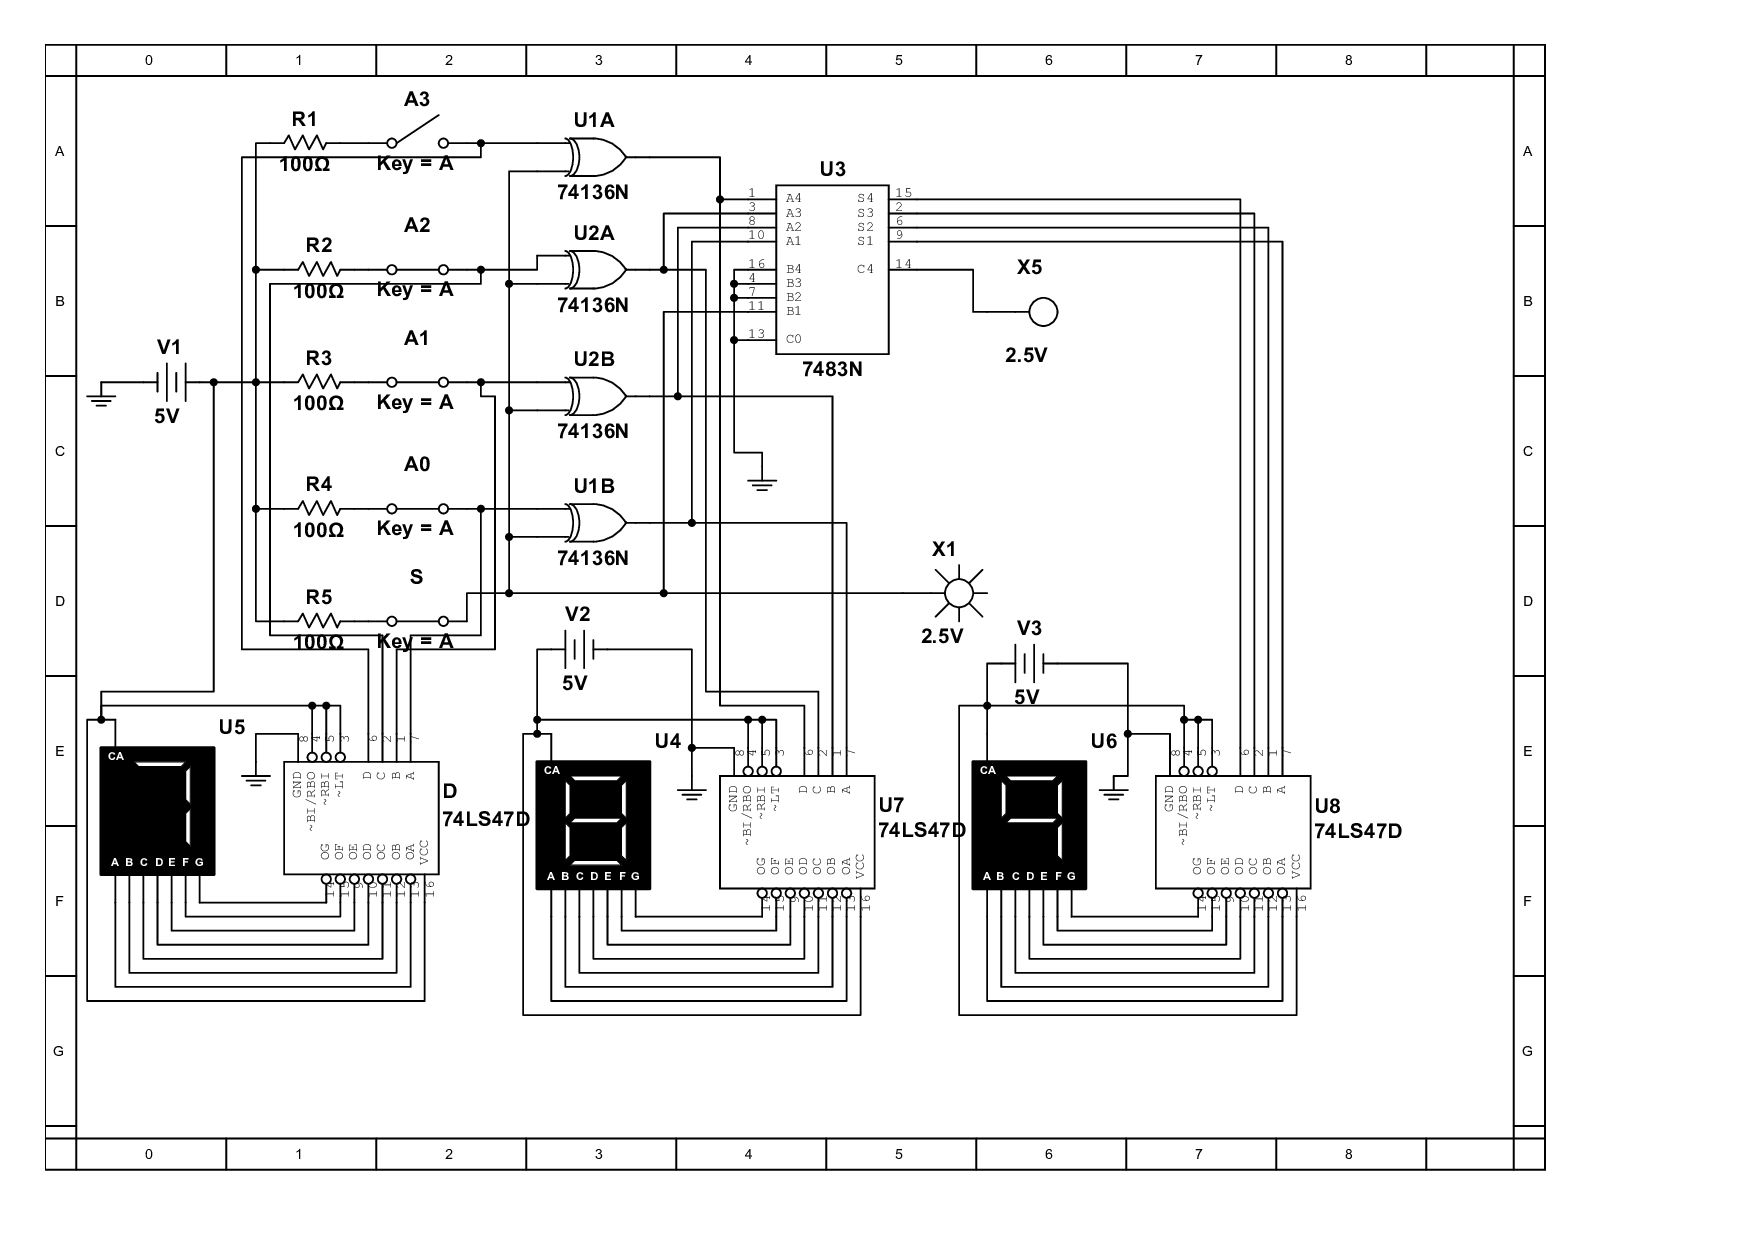 0 1 2 3 4 5 6 7 8
A A
B B
C C
D D
E E
F F
G G
0 1 2 3 4 5 6 7 8
V1
5V
R1
100Ω
A3
Key = A
R2
100Ω
A2
Key = A
R3
100Ω
A1
Key = A
R4
100Ω
A0
Key = A
R5
100Ω
S
Key = A
U1A
74136N
U2A
74136N
U2B
74136N
U1B
74136N
U3
1 A4 S4 15
3 A3 S3 2
8 A2 S2 6
10 A1 S1 9
16 B4 C4 14
4 B3
7 B2
11 B1
13 C0
7483N
X5
2.5V
X1
2.5V
V2
5V
V3
5V
U5
CA
A B C D E F G
8 4 5 3 6 2 1 7
GND ~BI/RBO ~RBI ~LT D C B A
OG OF OE OD OC OB OA VCC
14 15 9 10 11 12 13 16
D
74LS47D
U4
CA
A B C D E F G
8 4 5 3 6 2 1 7
GND ~BI/RBO ~RBI ~LT D C B A
OG OF OE OD OC OB OA VCC
14 15 9 10 11 12 13 16
U7
74LS47D
U6
CA
A B C D E F G
8 4 5 3 6 2 1 7
GND ~BI/RBO ~RBI ~LT D C B A
OG OF OE OD OC OB OA VCC
14 15 9 10 11 12 13 16
U8
74LS47D